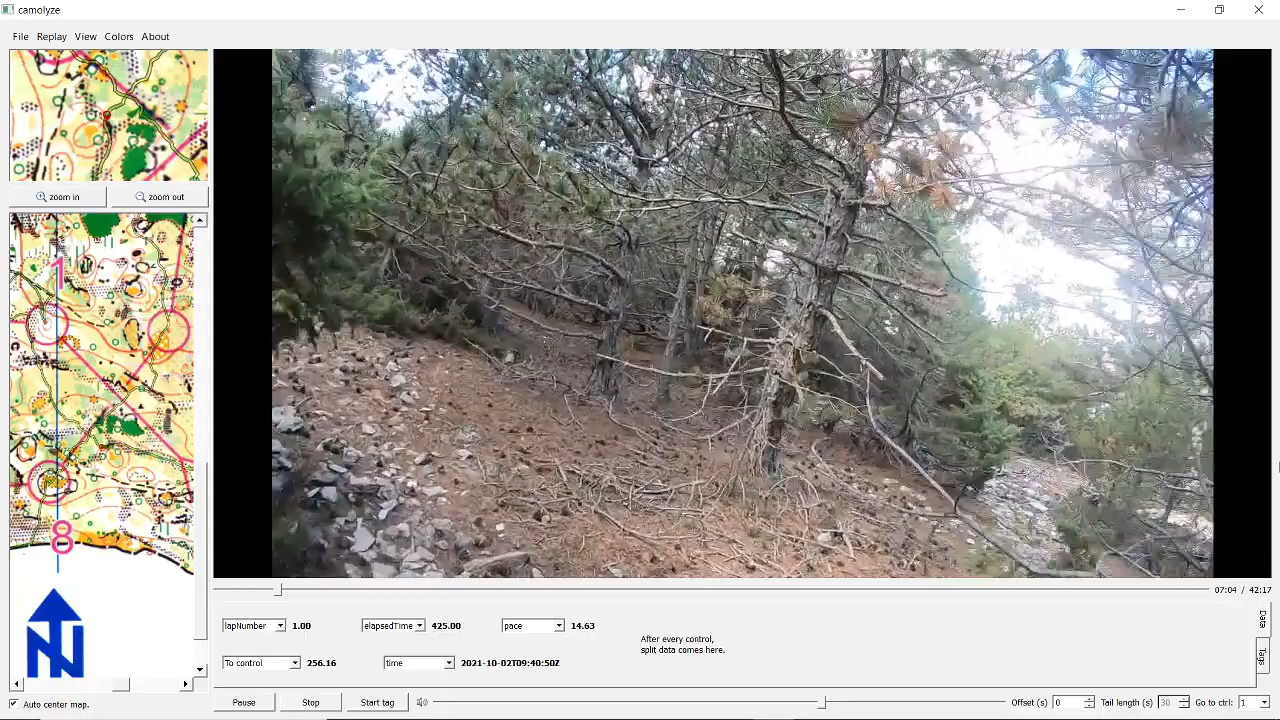 camolyze
File Replay View Colors About
zoom in zoom out
1
8
N
07:04 / 42:17
lapNumber 1.00 elapsedTime 425.00 pace 14.63
After every control,
split data comes here.
To control 256.16 time 2021-10-02T09:40:50Z
Data
Tags
Auto center map.
Pause Stop Start tag Offset (s) 0 Tail length (s) 30 Go to ctrl: 1